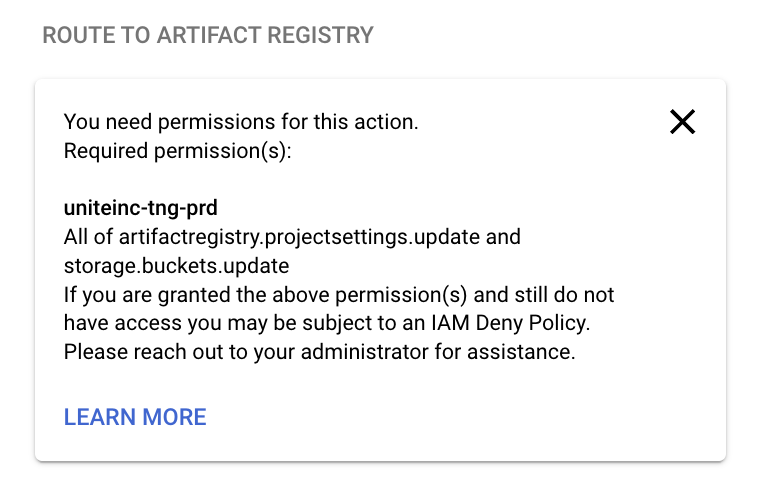 ROUTE TO ARTIFACT REGISTRY
You need permissions for this action.
Required permission(s):
uniteinc-tng-prd
All of artifactregistry.projectsettings.update and
storage.buckets.update
If you are granted the above permission(s) and still do not
have access you may be subject to an IAM Deny Policy.
Please reach out to your administrator for assistance.
LEARN MORE